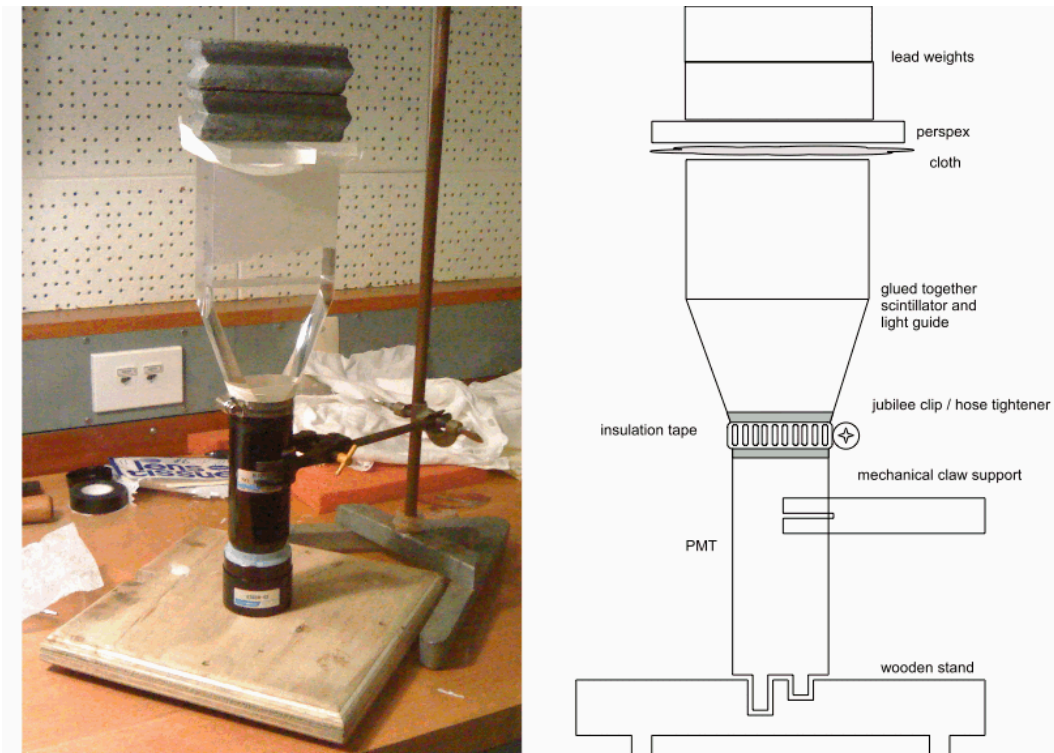 lead weights
perspex
cloth
glued together
scintillator and
light guide
jubilee clip / hose tightener
insulation tape
mechanical claw support
PMT
wooden stand
lens